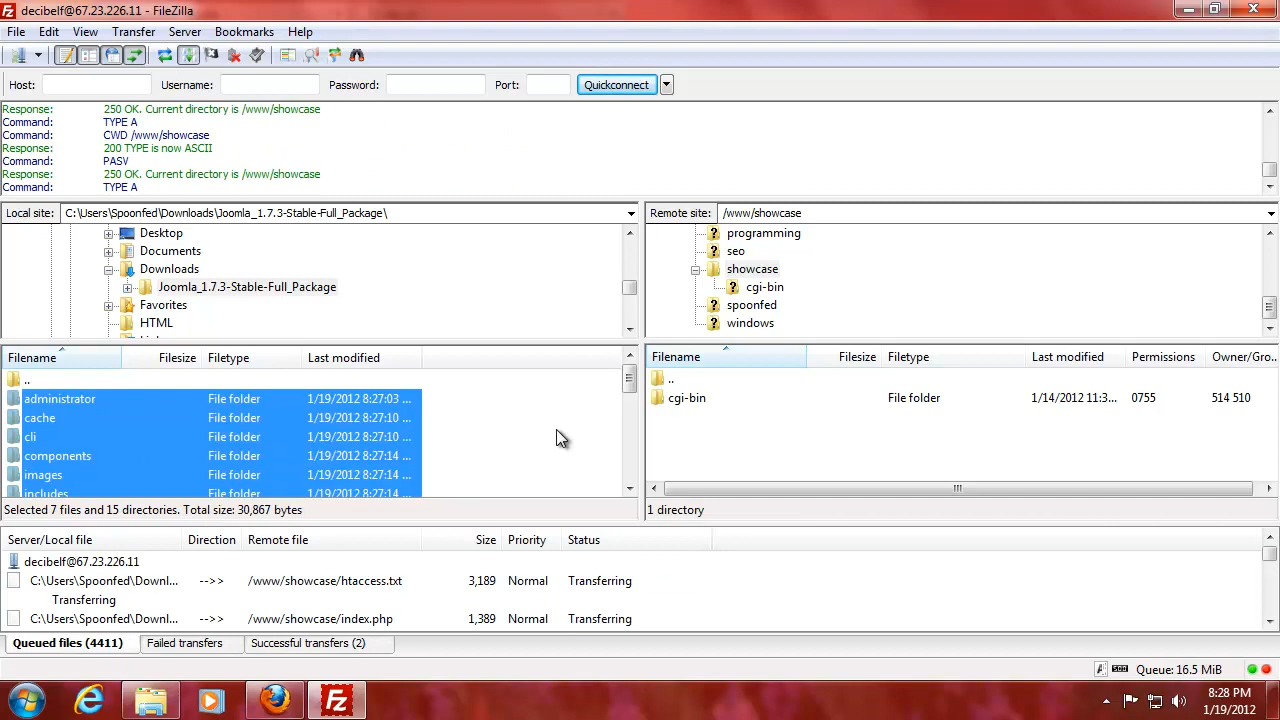 decibelf@67.23.226.11 - FileZilla
File Edit View Transfer Server Bookmarks Help
Host: Username: Password: Port: Quickconnect
Response: 250 OK. Current directory is /www/showcase
Command: TYPE A
Command: CWD /www/showcase
Response: 200 TYPE is now ASCII
Command: PASV
Response: 250 OK. Current directory is /www/showcase
Command: TYPE A
Local site: C:\Users\Spoonfed\Downloads\Joomla_1.7.3-Stable-Full_Package\
Desktop
Documents
Downloads
Joomla_1.7.3-Stable-Full_Package
Favorites
HTML
Remote site: /www/showcase
programming
seo
showcase
cgi-bin
spoonfed
windows
Filename Filesize Filetype Last modified
..
administrator File folder 1/19/2012 8:27:03 ...
cache File folder 1/19/2012 8:27:10 ...
cli File folder 1/19/2012 8:27:10 ...
components File folder 1/19/2012 8:27:14 ...
images File folder 1/19/2012 8:27:14 ...
includes File folder 1/19/2012 8:27:14 ...
Selected 7 files and 15 directories. Total size: 30,867 bytes
Filename Filesize Filetype Last modified Permissions Owner/Gro...
..
cgi-bin File folder 1/14/2012 11:3... 0755 514 510
1 directory
Server/Local file Direction Remote file Size Priority Status
decibelf@67.23.226.11
C:\Users\Spoonfed\Downl... -->> /www/showcase/htaccess.txt 3,189 Normal Transferring
Transferring
C:\Users\Spoonfed\Downl... -->> /www/showcase/index.php 1,389 Normal Transferring
Queued files (4411) Failed transfers Successful transfers (2)
Queue: 16.5 MiB
8:28 PM
1/19/2012